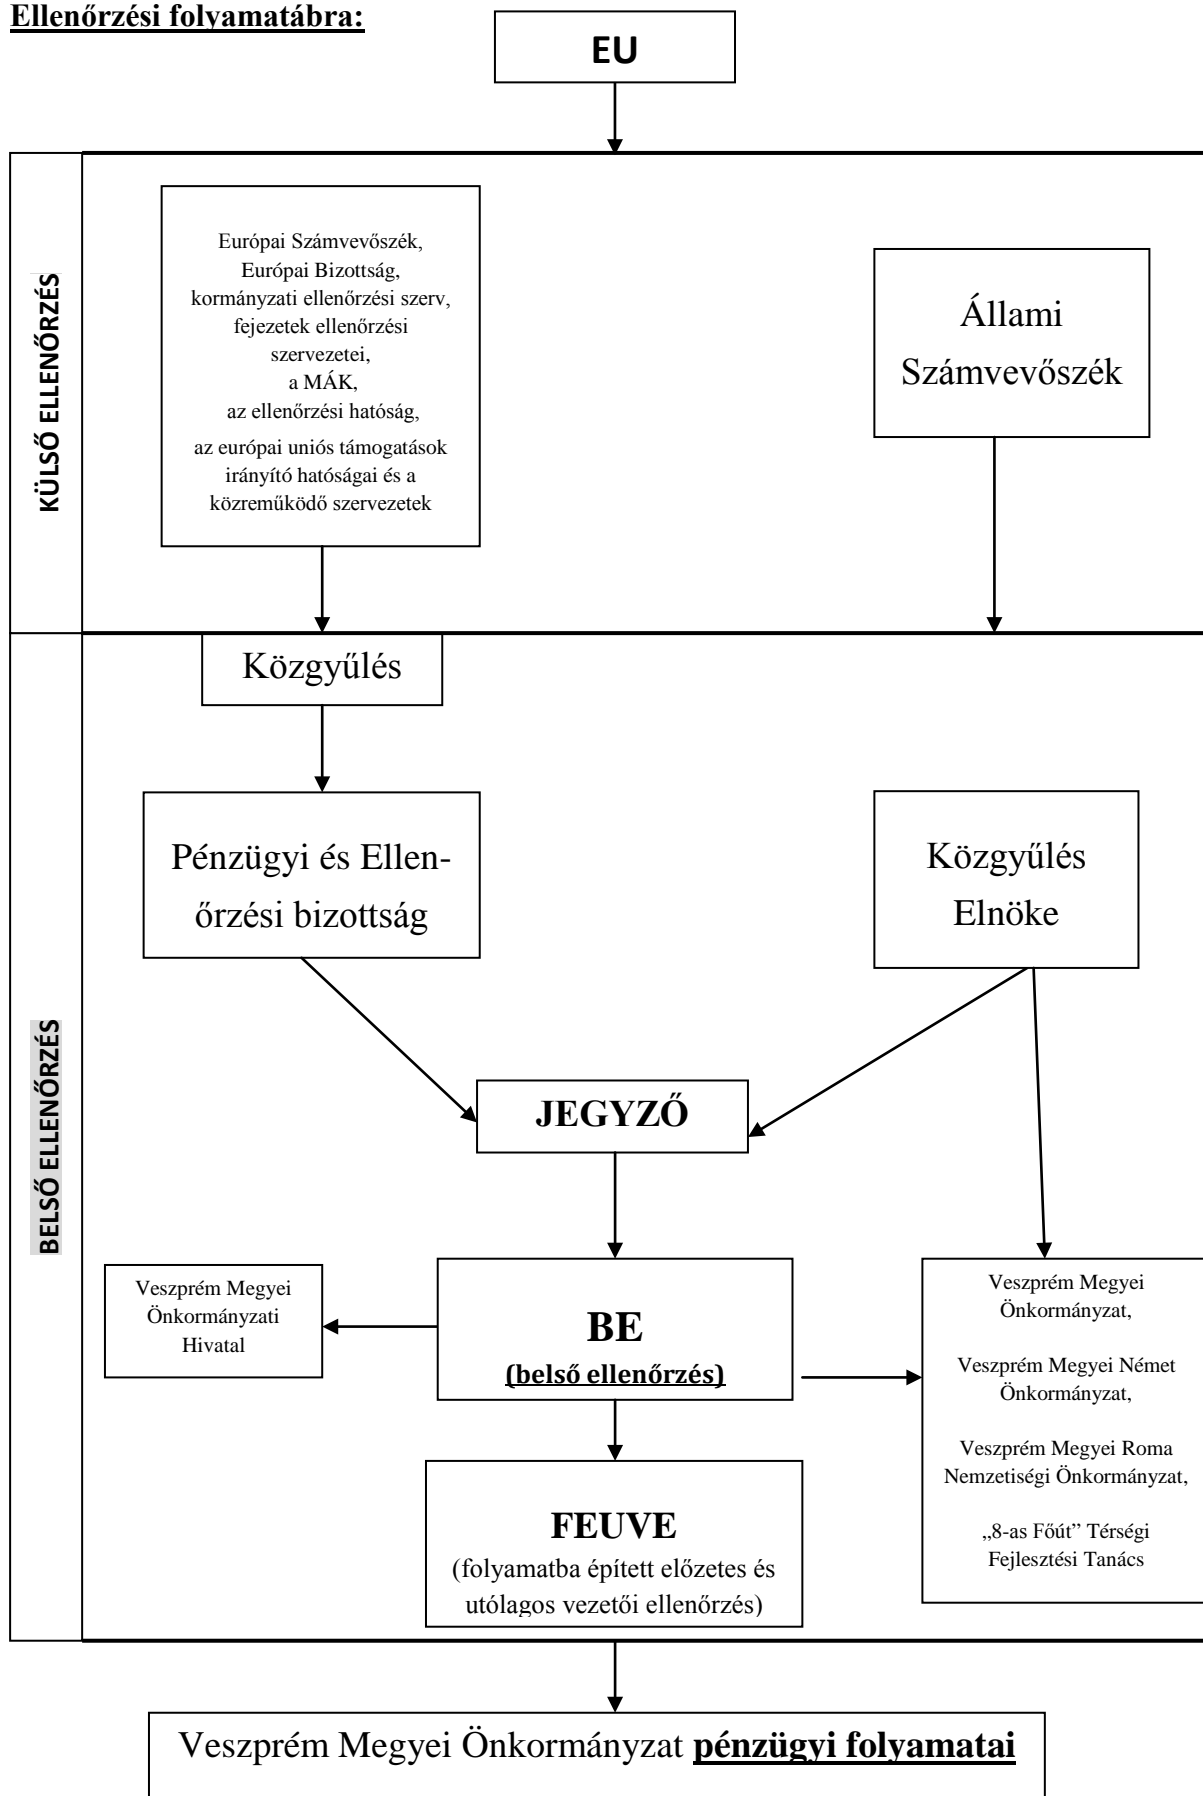 Ellenőrzési folyamatábra:
EU
KÜLSŐ ELLENŐRZÉS
Európai Számvevőszék,
Európai Bizottság,
kormányzati ellenőrzési szerv,
fejezetek ellenőrzési
szervezetei,
a MÁK,
az ellenőrzési hatóság,
az európai uniós támogatások
irányító hatóságai és a
közreműködő szervezetek
Állami
Számvevőszék
BELSŐ ELLENŐRZÉS
Közgyűlés
Pénzügyi és Ellen-
őrzési bizottság
Közgyűlés
Elnöke
JEGYZŐ
Veszprém Megyei
Önkormányzati
Hivatal
BE
(belső ellenőrzés)
Veszprém Megyei
Önkormányzat,
Veszprém Megyei Német
Önkormányzat,
Veszprém Megyei Roma
Nemzetiségi Önkormányzat,
„8-as Főút” Térségi
Fejlesztési Tanács
FEUVE
(folyamatba épített előzetes és
utólagos vezetői ellenőrzés)
Veszprém Megyei Önkormányzat pénzügyi folyamatai